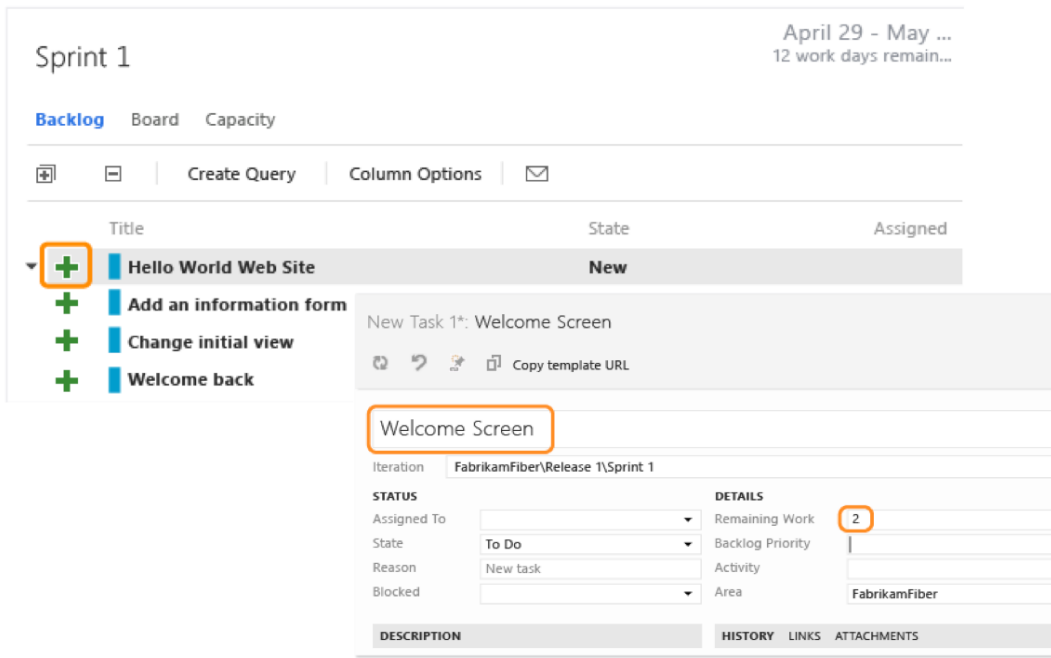 Sprint 1
April 29 - May ...
12 work days remain...
Backlog Board Capacity
Create Query Column Options
Title State Assigned
Hello World Web Site New
Add an information form
Change initial view
Welcome back
New Task 1*: Welcome Screen
Copy template URL
Welcome Screen
Iteration FabrikamFiber\Release 1\Sprint 1
STATUS DETAILS
Assigned To Remaining Work 2
State To Do Backlog Priority
Reason New task Activity
Blocked Area FabrikamFiber
DESCRIPTION HISTORY LINKS ATTACHMENTS